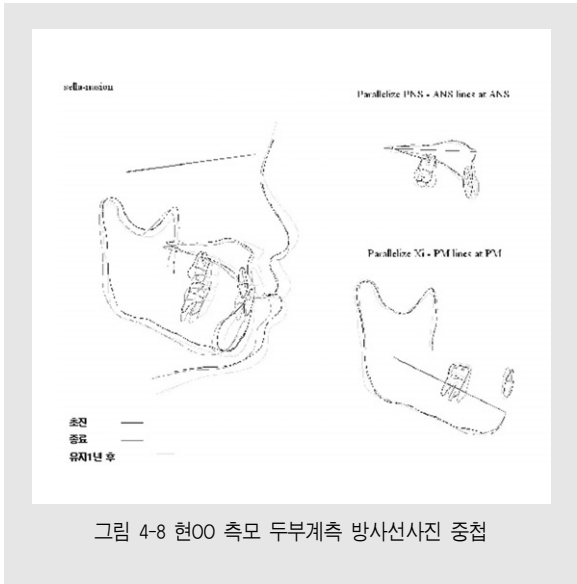 sella-nasion
Parallelize PNS - ANS lines at ANS
Parallelize Xi - PM lines at PM
초진
종료
유지1년 후
그림 4-8 현OO 측모 두부계측 방사선사진 중첩